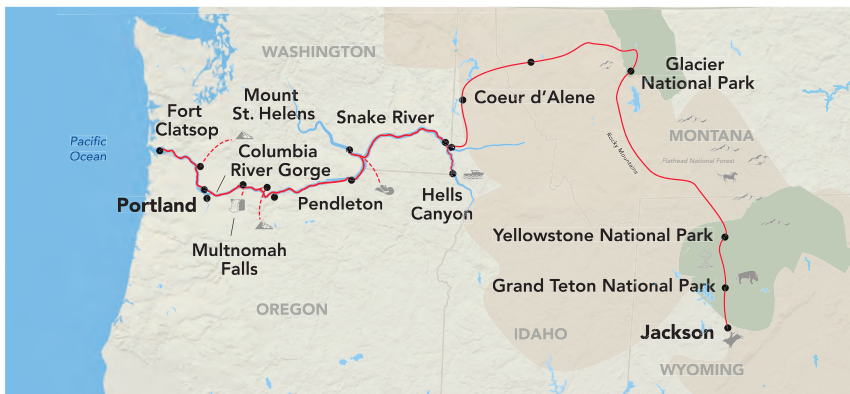 WASHINGTON
Glacier
National Park
Mount
St. Helens
Coeur d'Alene
Fort
Clatsop
Snake River
Pacific
Ocean
Columbia
River Gorge
MONTANA
Rocky Mountains
Flathead National Forest
Portland
Pendleton
Hells
Canyon
Multnomah
Falls
Yellowstone National Park
Grand Teton National Park
OREGON
IDAHO
Jackson
WYOMING